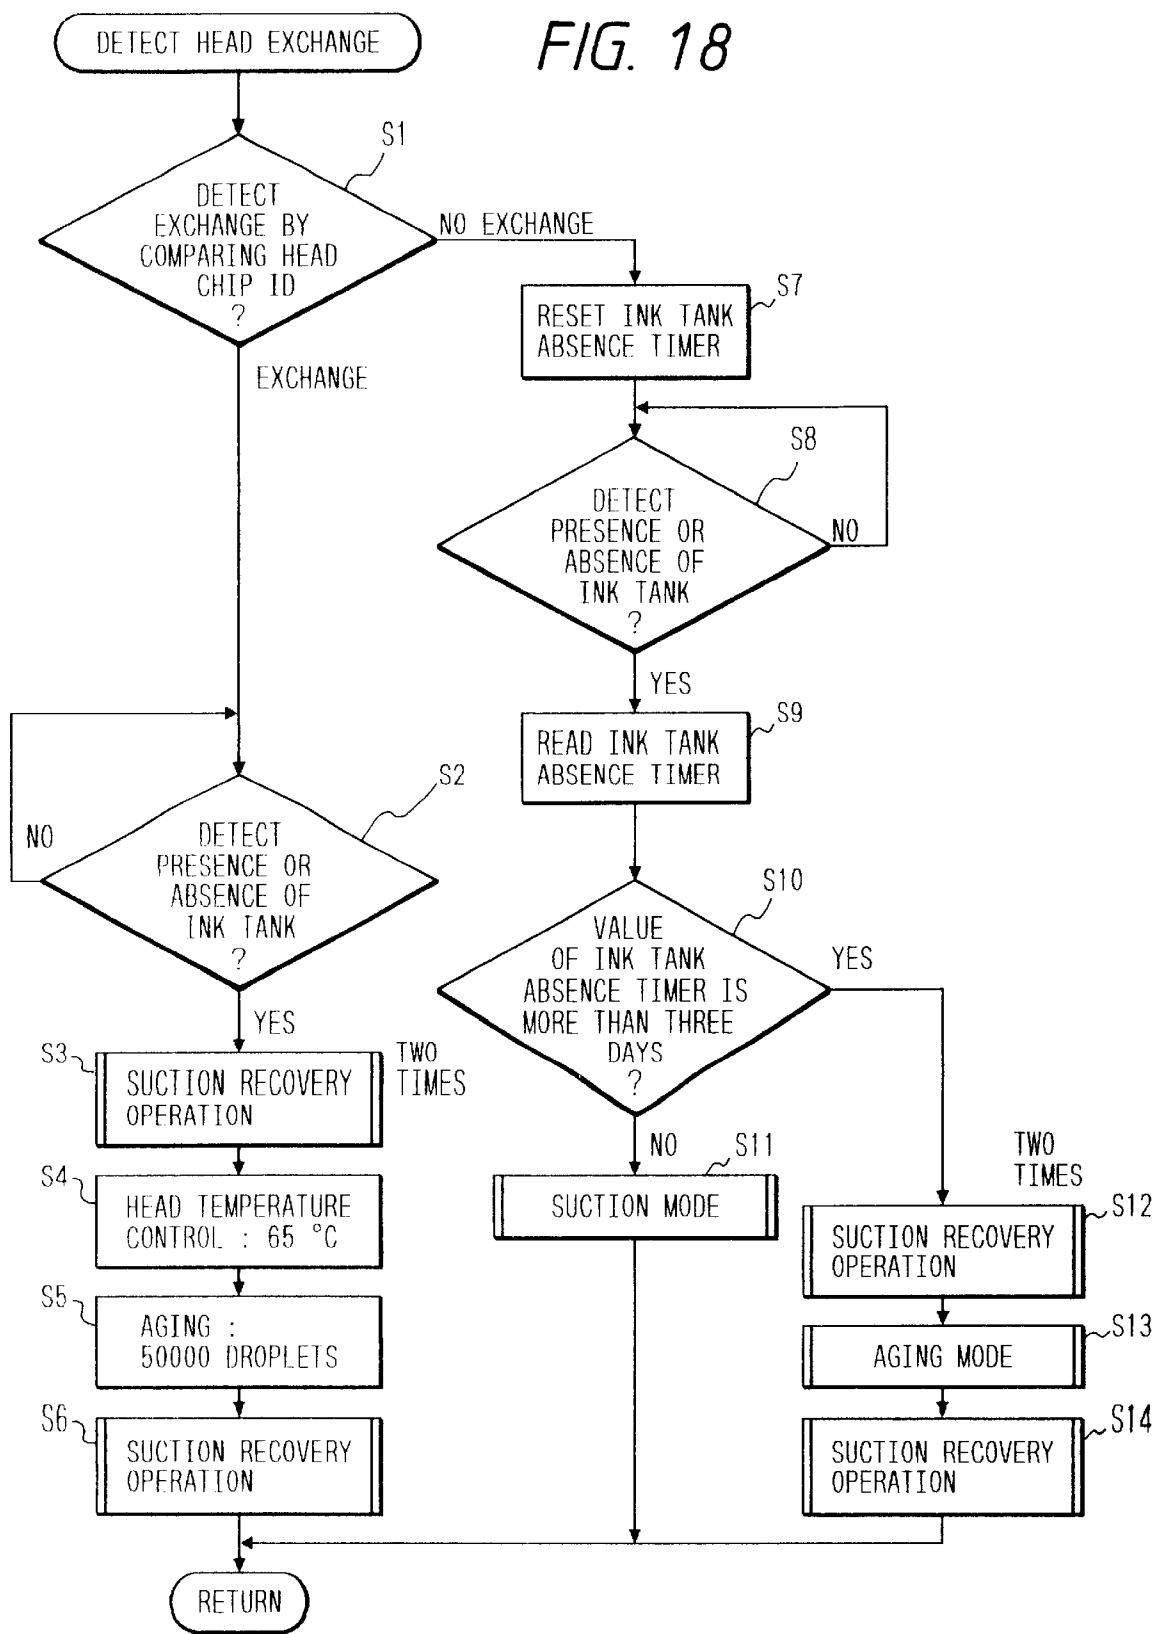 FIG. 18
DETECT HEAD EXCHANGE
S1
DETECT
EXCHANGE BY
COMPARING HEAD
CHIP ID
?
NO EXCHANGE
EXCHANGE
S7
RESET INK TANK
ABSENCE TIMER
S8
DETECT
PRESENCE OR
ABSENCE OF
INK TANK
?
NO
YES
S9
READ INK TANK
ABSENCE TIMER
S2
DETECT
PRESENCE OR
ABSENCE OF
INK TANK
?
NO
YES
S10
VALUE
OF INK TANK
ABSENCE TIMER IS
MORE THAN THREE
DAYS
?
YES
NO
S3
SUCTION RECOVERY
OPERATION
TWO
TIMES
S4
HEAD TEMPERATURE
CONTROL : 65 °C
S5
AGING :
50000 DROPLETS
S6
SUCTION RECOVERY
OPERATION
S11
SUCTION MODE
TWO
TIMES
S12
SUCTION RECOVERY
OPERATION
S13
AGING MODE
S14
SUCTION RECOVERY
OPERATION
RETURN